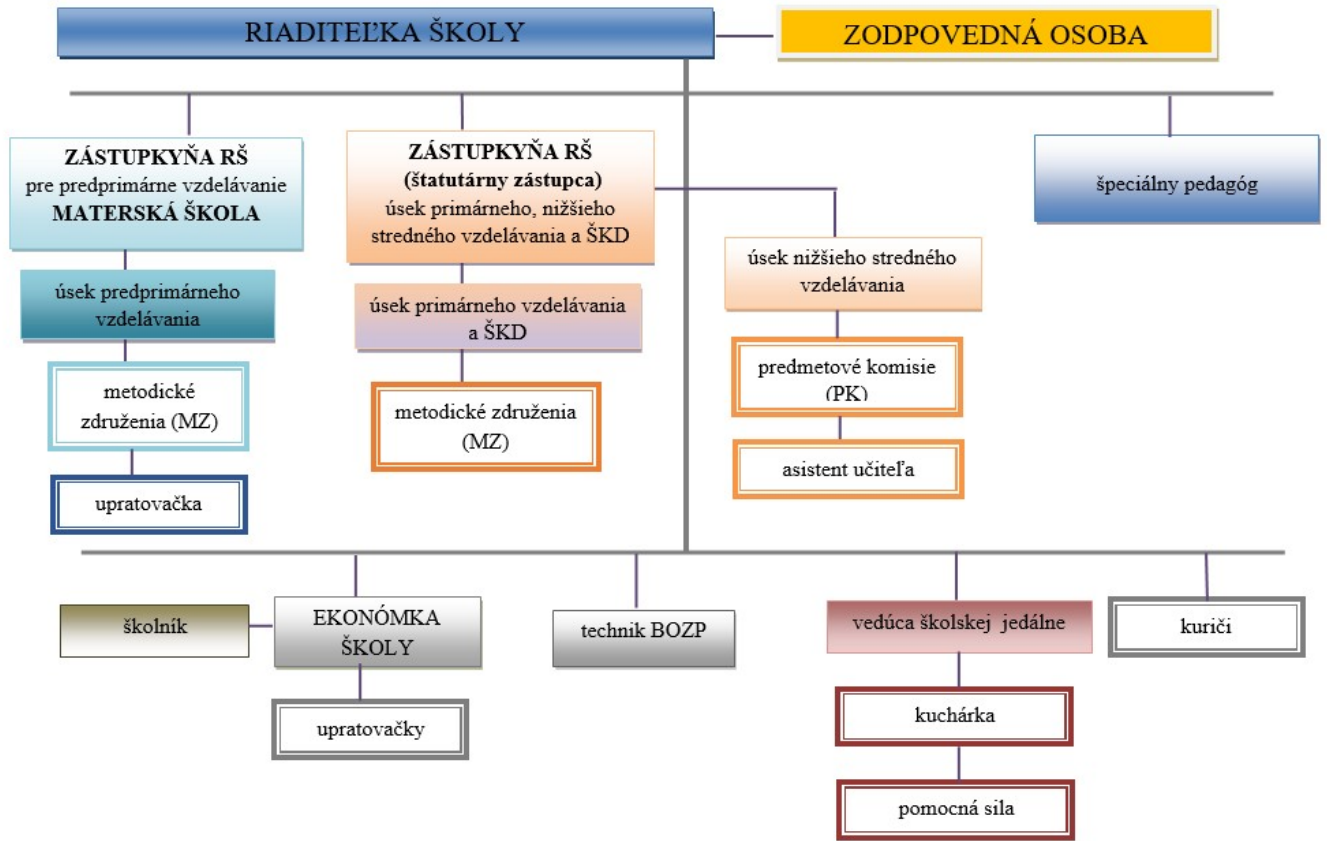 RIADITEĽKA ŠKOLY
ZODPOVEDNÁ OSOBA
ZÁSTUPKYŇA RŠ
pre predprimárne vzdelávanie
MATERSKÁ ŠKOLA
ZÁSTUPKYŇA RŠ
(štatutárny zástupca)
úsek primárneho, nižšieho
stredného vzdelávania a ŠKD
špeciálny pedagóg
úsek nižšieho stredného
vzdelávania
úsek predprimárneho
vzdelávania
úsek primárneho vzdelávania
a ŠKD
metodické
združenia (MZ)
metodické združenia
(MZ)
predmetové komisie
(PK)
asistent učiteľa
upratovačka
školník
EKONÓMKA
ŠKOLY
technik BOZP
vedúca školskej jedálne
kuriči
upratovačky
kuchárka
pomocná sila